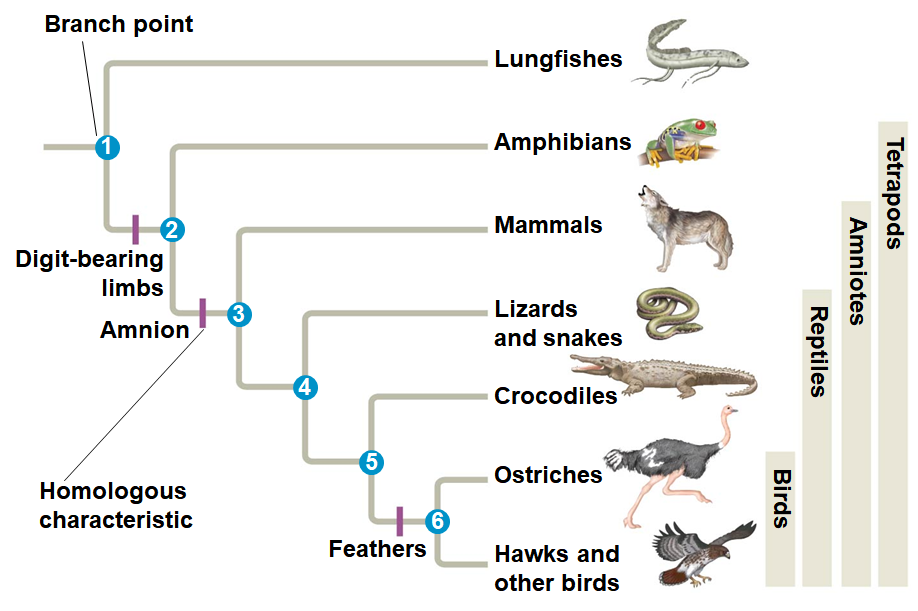 Branch point
Lungfishes
1
Amphibians
Tetrapods
2
Mammals
Amniotes
Digit-bearing
limbs
3
Amnion
Lizards
and snakes
Reptiles
4
Crocodiles
5
Ostriches
Birds
Homologous
characteristic
6
Feathers
Hawks and
other birds